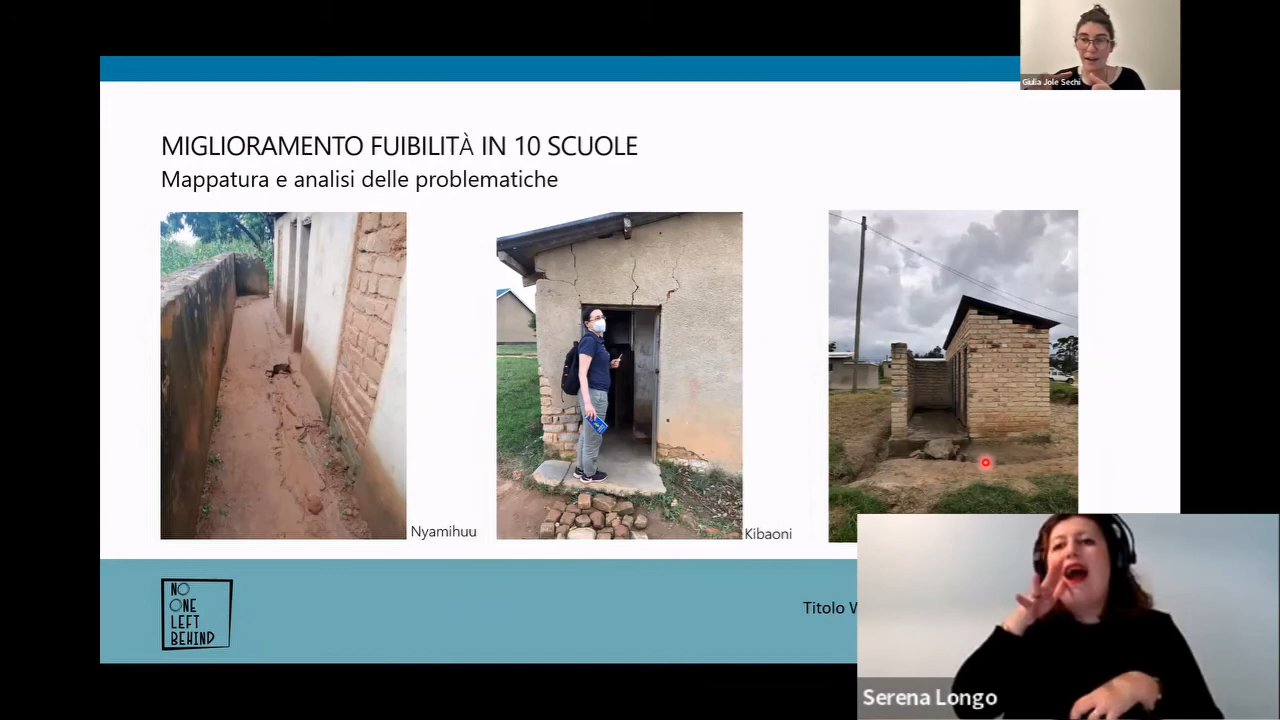 Giulia Jole Sechi
MIGLIORAMENTO FUIBILITÀ IN 10 SCUOLE
Mappatura e analisi delle problematiche
Nyamihuu
Kibaoni
NO
ONE
LEFT
BEHIND
Titolo
Serena Longo